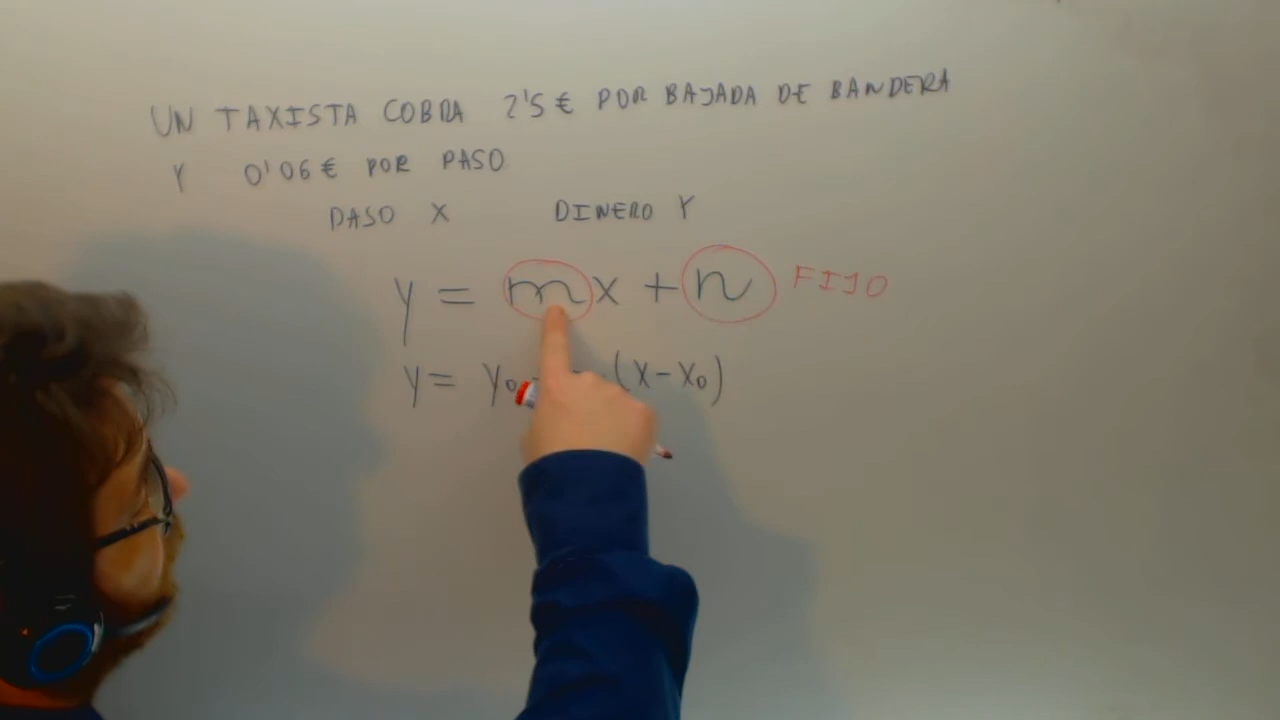 UN TAXISTA COBRA 2'5 € POR BAJADA DE BANDERA
Y 0'06 € POR PASO
PASO X DINERO Y
y = mx + n FIJO
y = y₀ (x - x₀)